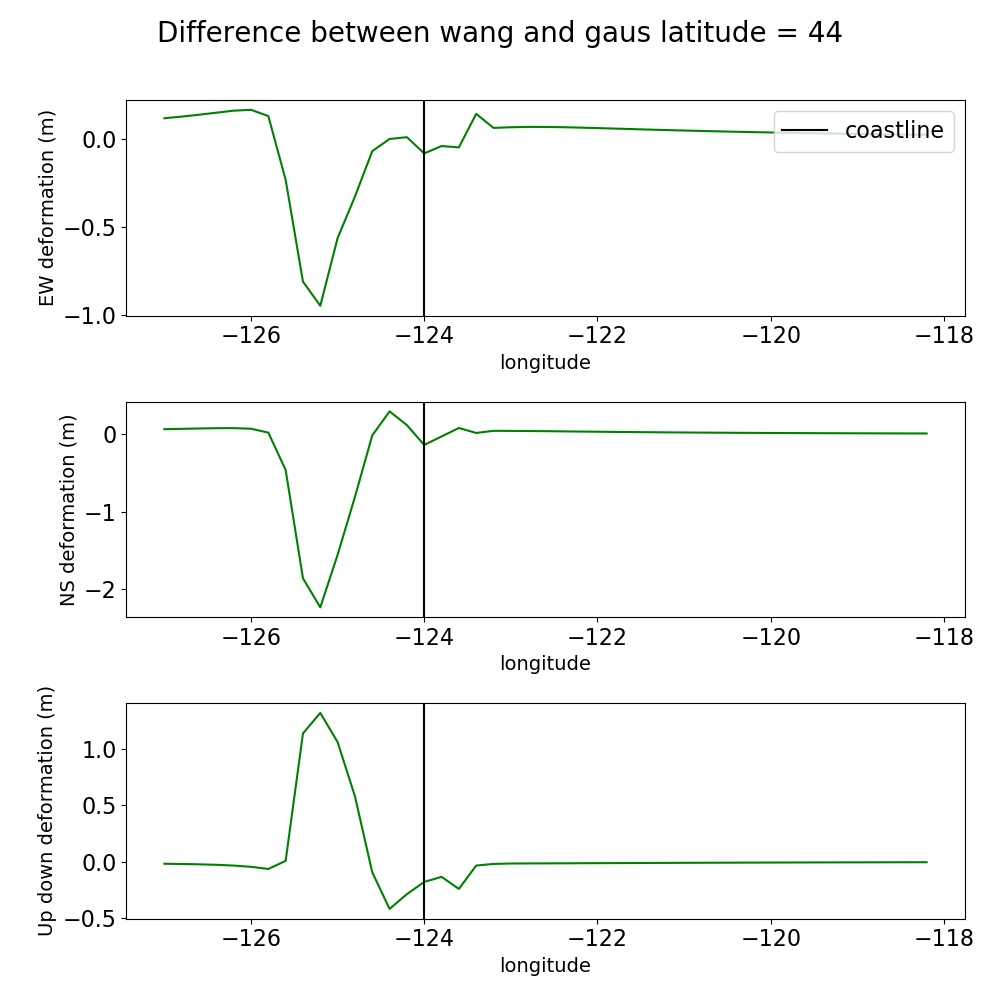 Difference between wang and gaus latitude = 44
EW deformation (m)
0.0
−0.5
−1.0
coastline
−126 −124 −122 −120 −118
longitude
NS deformation (m)
0
−1
−2
−126 −124 −122 −120 −118
longitude
Up down deformation (m)
1.0
0.5
0.0
−0.5
−126 −124 −122 −120 −118
longitude